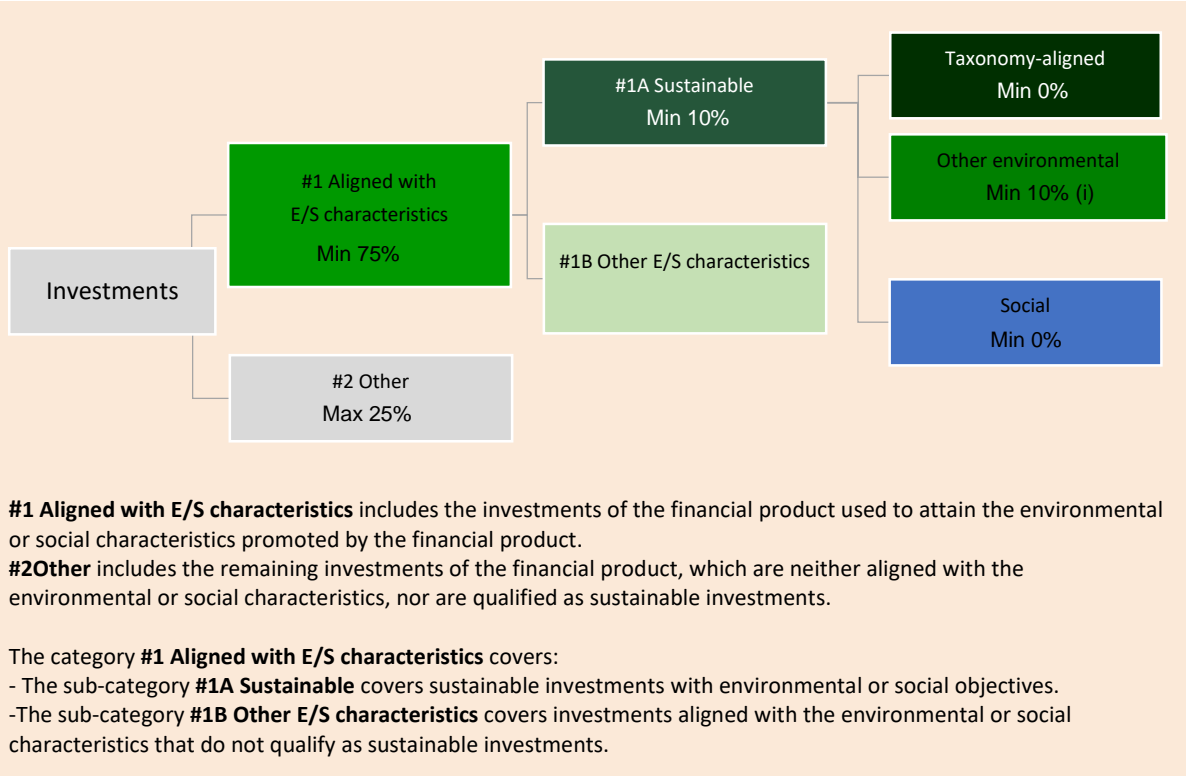 Taxonomy-aligned
Min 0%
#1A Sustainable
Min 10%
Other environmental
Min 10% (i)
#1 Aligned with
E/S characteristics
Min 75%
#1B Other E/S characteristics
Investments
Social
Min 0%
#2 Other
Max 25%
#1 Aligned with E/S characteristics includes the investments of the financial product used to attain the environmental
or social characteristics promoted by the financial product.
#2Other includes the remaining investments of the financial product, which are neither aligned with the
environmental or social characteristics, nor are qualified as sustainable investments.
The category #1 Aligned with E/S characteristics covers:
- The sub-category #1A Sustainable covers sustainable investments with environmental or social objectives.
-The sub-category #1B Other E/S characteristics covers investments aligned with the environmental or social
characteristics that do not qualify as sustainable investments.